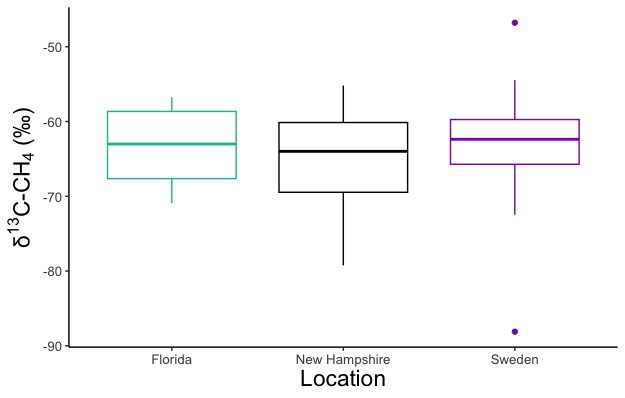 δ¹³C-CH₄ (‰)
-50
-60
-70
-80
-90
Florida
New Hampshire
Sweden
Location